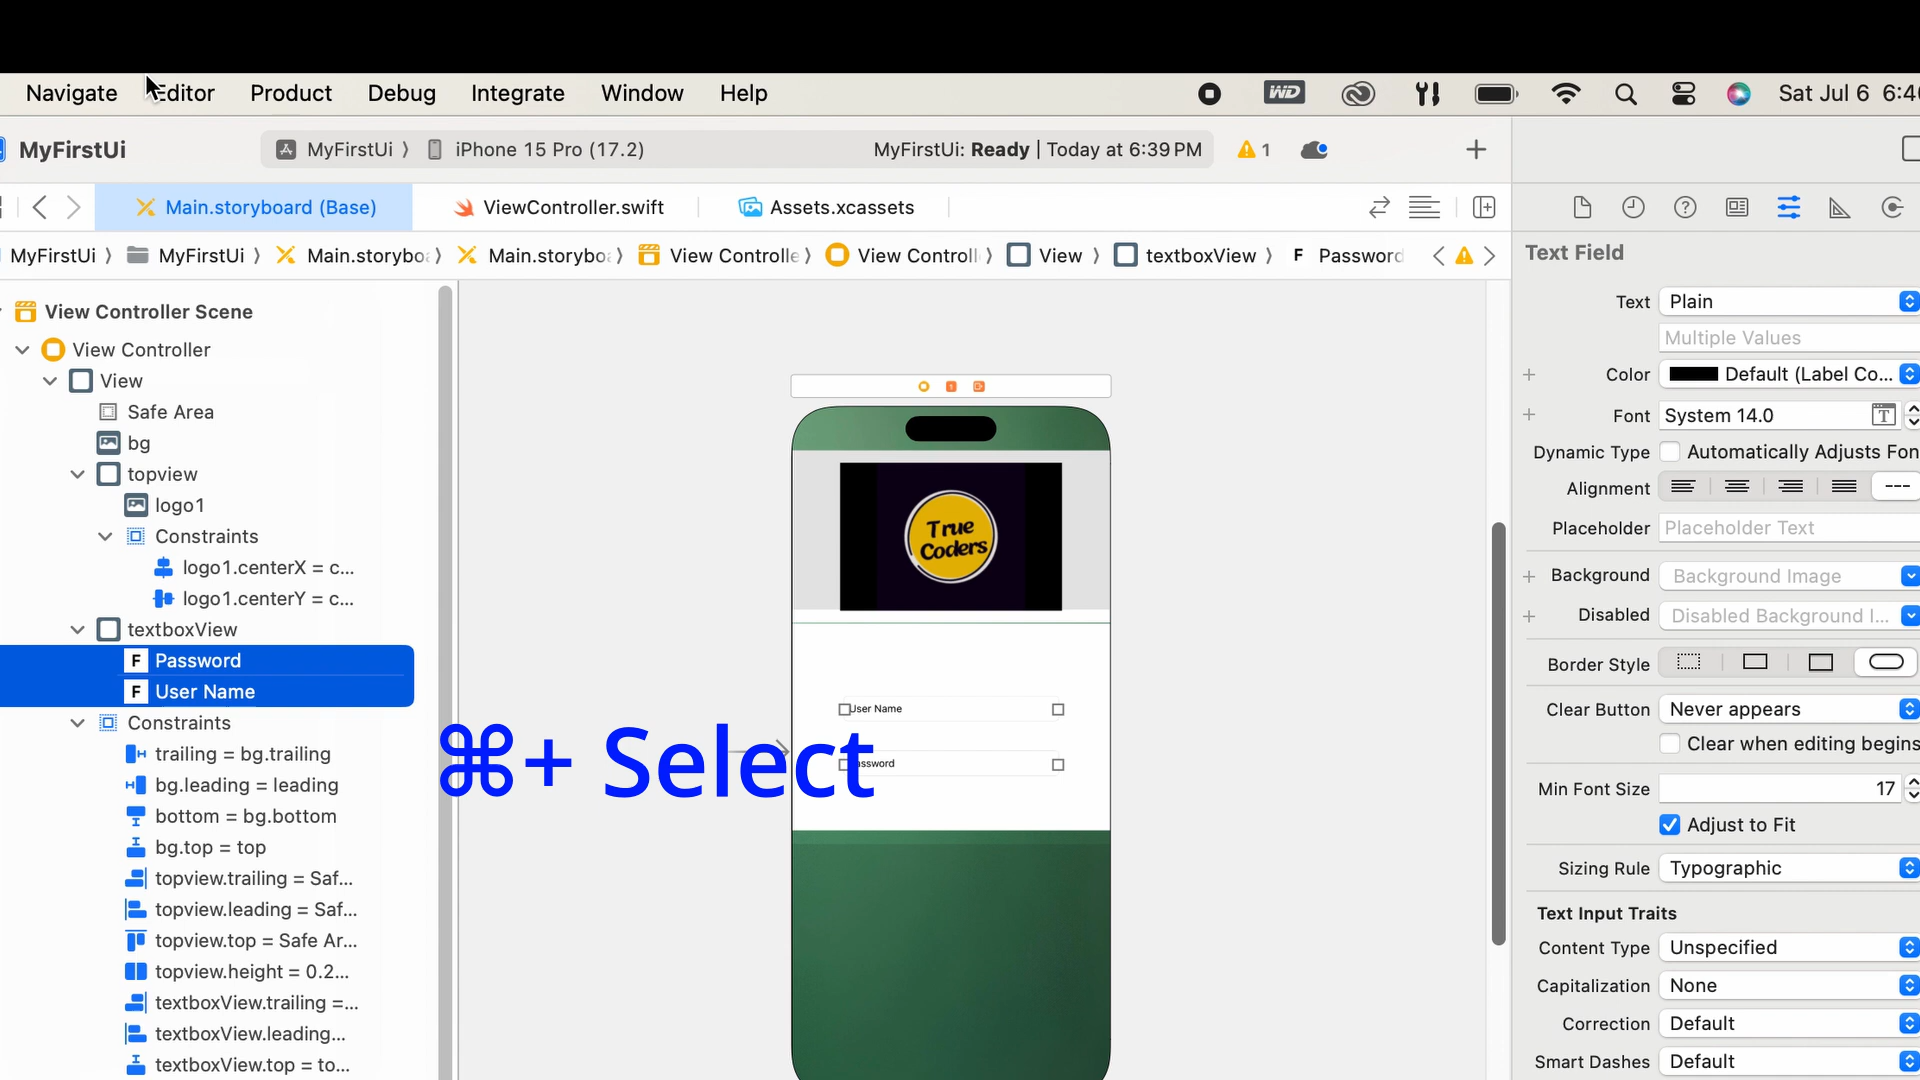 Navigate Editor Product Debug Integrate Window Help WD Sat Jul 6 6:4
MyFirstUi MyFirstUi iPhone 15 Pro (17.2) MyFirstUi: Ready | Today at 6:39 PM 1
Main.storyboard (Base) ViewController.swift Assets.xcassets
MyFirstUi MyFirstUi Main.storybo Main.storybo View Controlle View Controll View textboxView F Password
View Controller Scene
View Controller
View
Safe Area
bg
topview
logo1
Constraints
logo1.centerX = c...
logo1.centerY = c...
textboxView
F Password
F User Name
Constraints
trailing = bg.trailing
bg.leading = leading
bottom = bg.bottom
bg.top = top
topview.trailing = Saf...
topview.leading = Saf...
topview.top = Safe Ar...
topview.height = 0.2...
textboxView.trailing =...
textboxView.leading...
textboxView.top = to...
True
Coders
User Name
assword
⌘+ Select
Text Field
Text Plain
Multiple Values
Color Default (Label Co...
Font System 14.0 T
Dynamic Type Automatically Adjusts Fon
Alignment
Placeholder Placeholder Text
Background Background Image
Disabled Disabled Background I...
Border Style
Clear Button Never appears
Clear when editing begins
Min Font Size 17
Adjust to Fit
Sizing Rule Typographic
Text Input Traits
Content Type Unspecified
Capitalization None
Correction Default
Smart Dashes Default